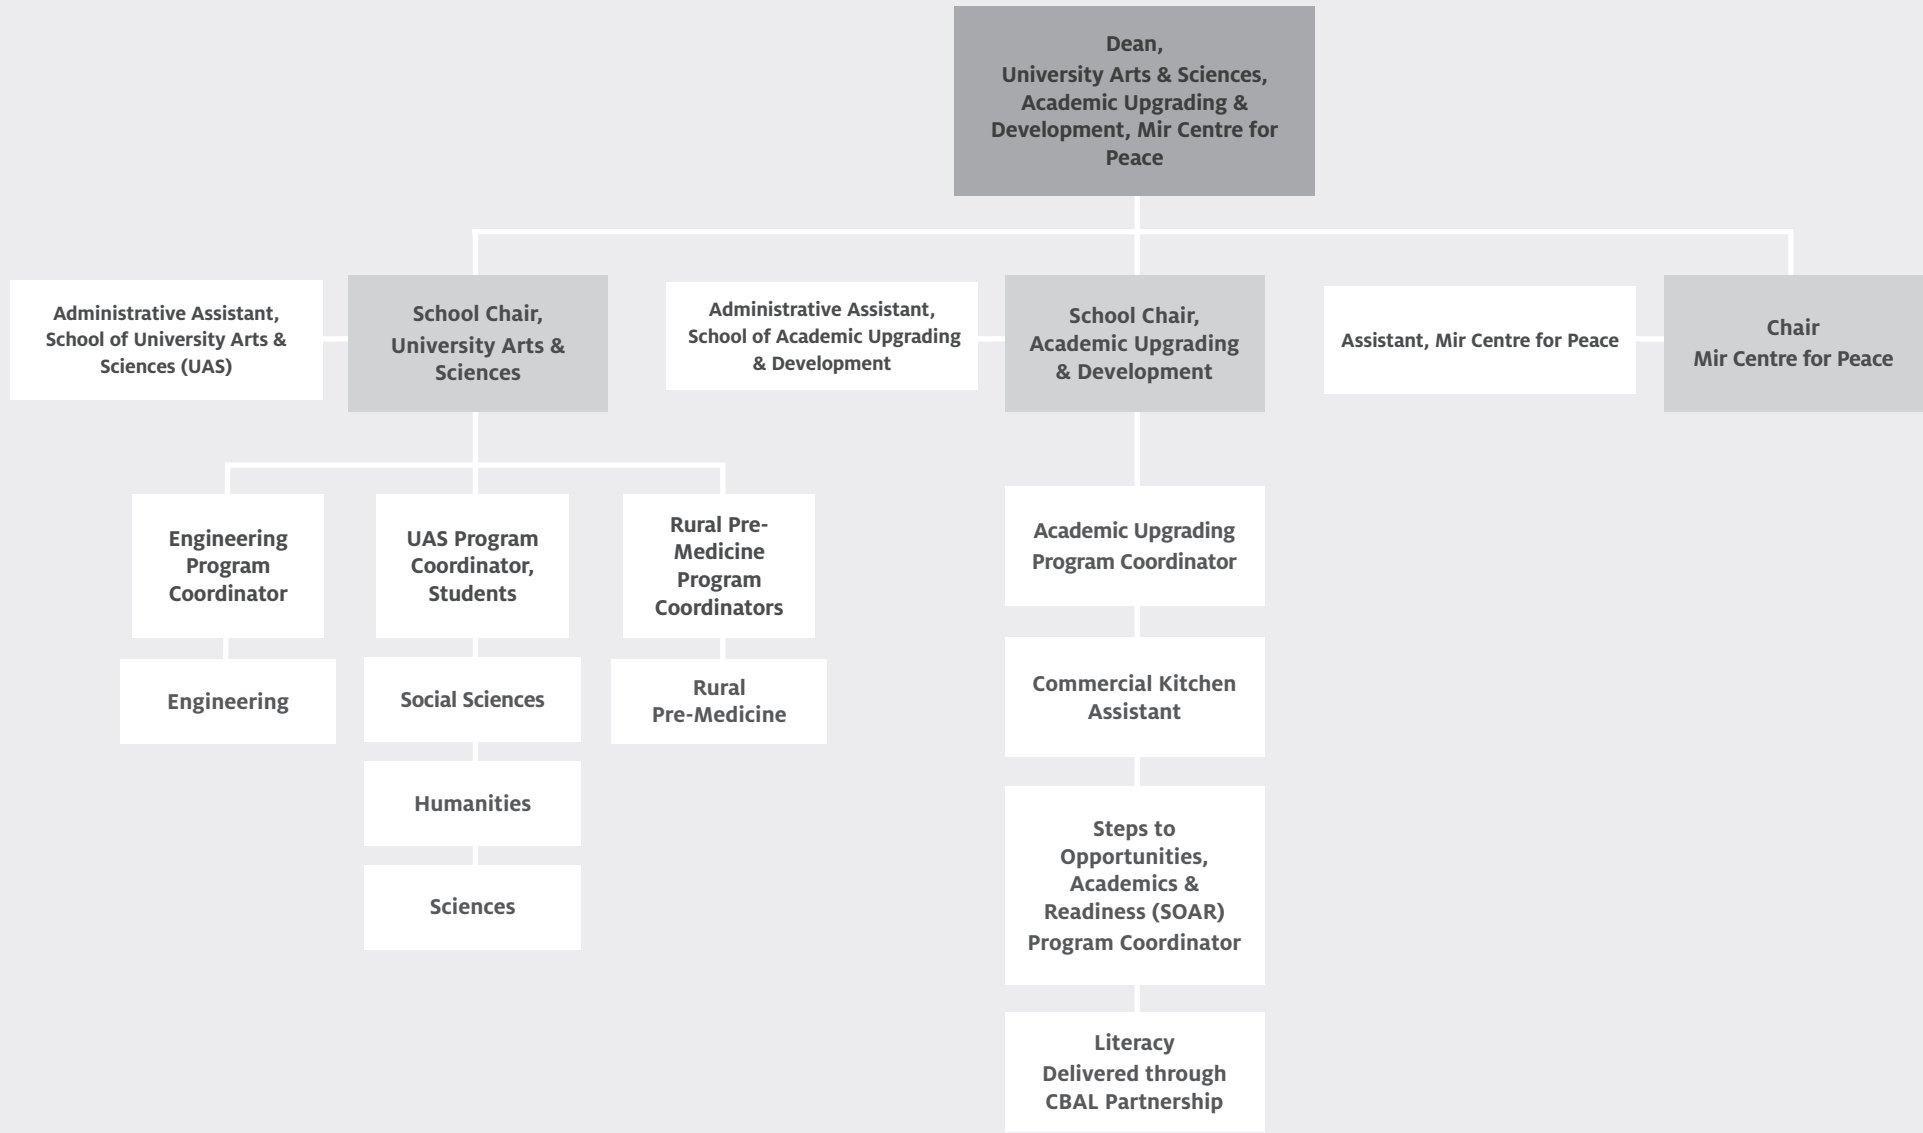 Dean,
University Arts & Sciences,
Academic Upgrading &
Development, Mir Centre for
Peace
Administrative Assistant,
School of University Arts &
Sciences (UAS)
School Chair,
University Arts &
Sciences
Administrative Assistant,
School of Academic Upgrading
& Development
School Chair,
Academic Upgrading
& Development
Assistant, Mir Centre for Peace
Chair
Mir Centre for Peace
Engineering
Program
Coordinator
UAS Program
Coordinator,
Students
Rural Pre-
Medicine
Program
Coordinators
Engineering
Social Sciences
Rural
Pre-Medicine
Humanities
Sciences
Academic Upgrading
Program Coordinator
Commercial Kitchen
Assistant
Steps to
Opportunities,
Academics &
Readiness (SOAR)
Program Coordinator
Literacy
Delivered through
CBAL Partnership